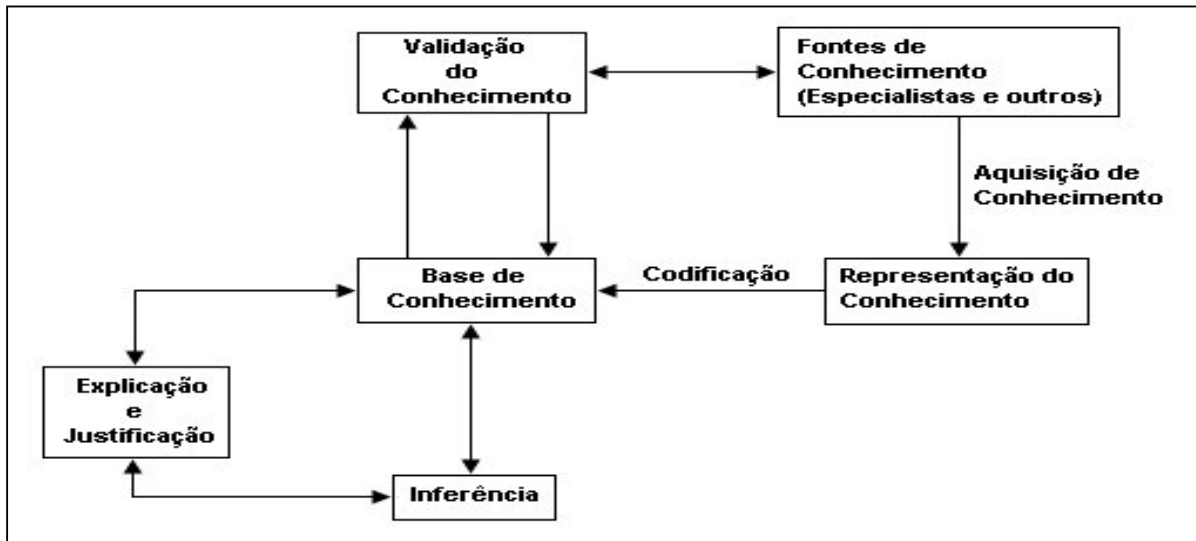 Validação
do
Conhecimento
Fontes de
Conhecimento
(Especialistas e outros)
Aquisição de
Conhecimento
Base de
Conhecimento
Codificação
Representação do
Conhecimento
Explicação
e
Justificação
Inferência